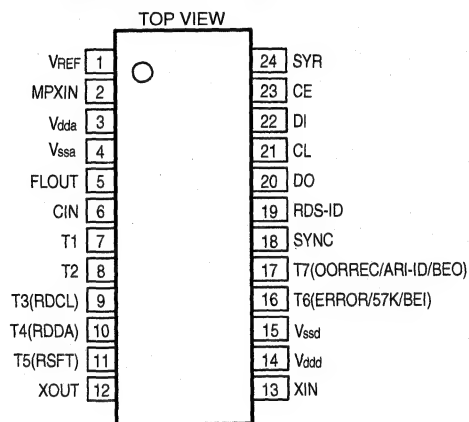 TOP VIEW
VREF 1
MPXIN 2
Vdda 3
Vssa 4
FLOUT 5
CIN 6
T1 7
T2 8
T3(RDCL) 9
T4(RDDA) 10
T5(RSFT) 11
XOUT 12
24 SYR
23 CE
22 DI
21 CL
20 DO
19 RDS-ID
18 SYNC
17 T7(OORREC/ARI-ID/BEO)
16 T6(ERROR/57K/BEI)
15 Vssd
14 Vddd
13 XIN